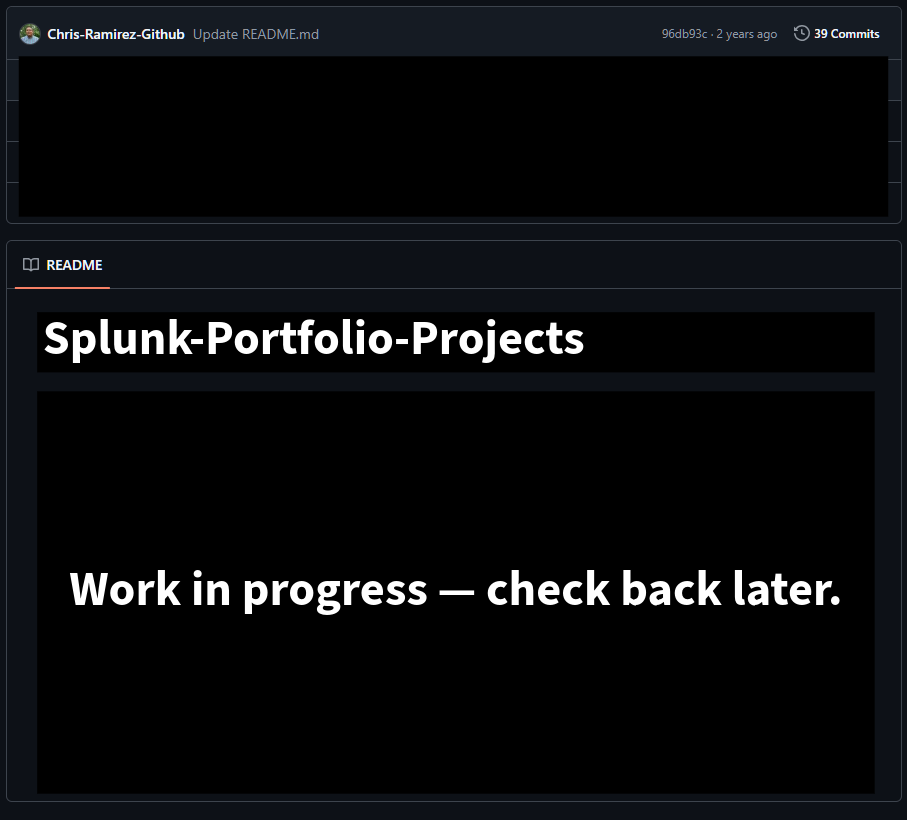 Chris-Ramirez-Github Update README.md 96db93c · 2 years ago 39 Commits
README
Splunk-Portfolio-Projects
Work in progress — check back later.